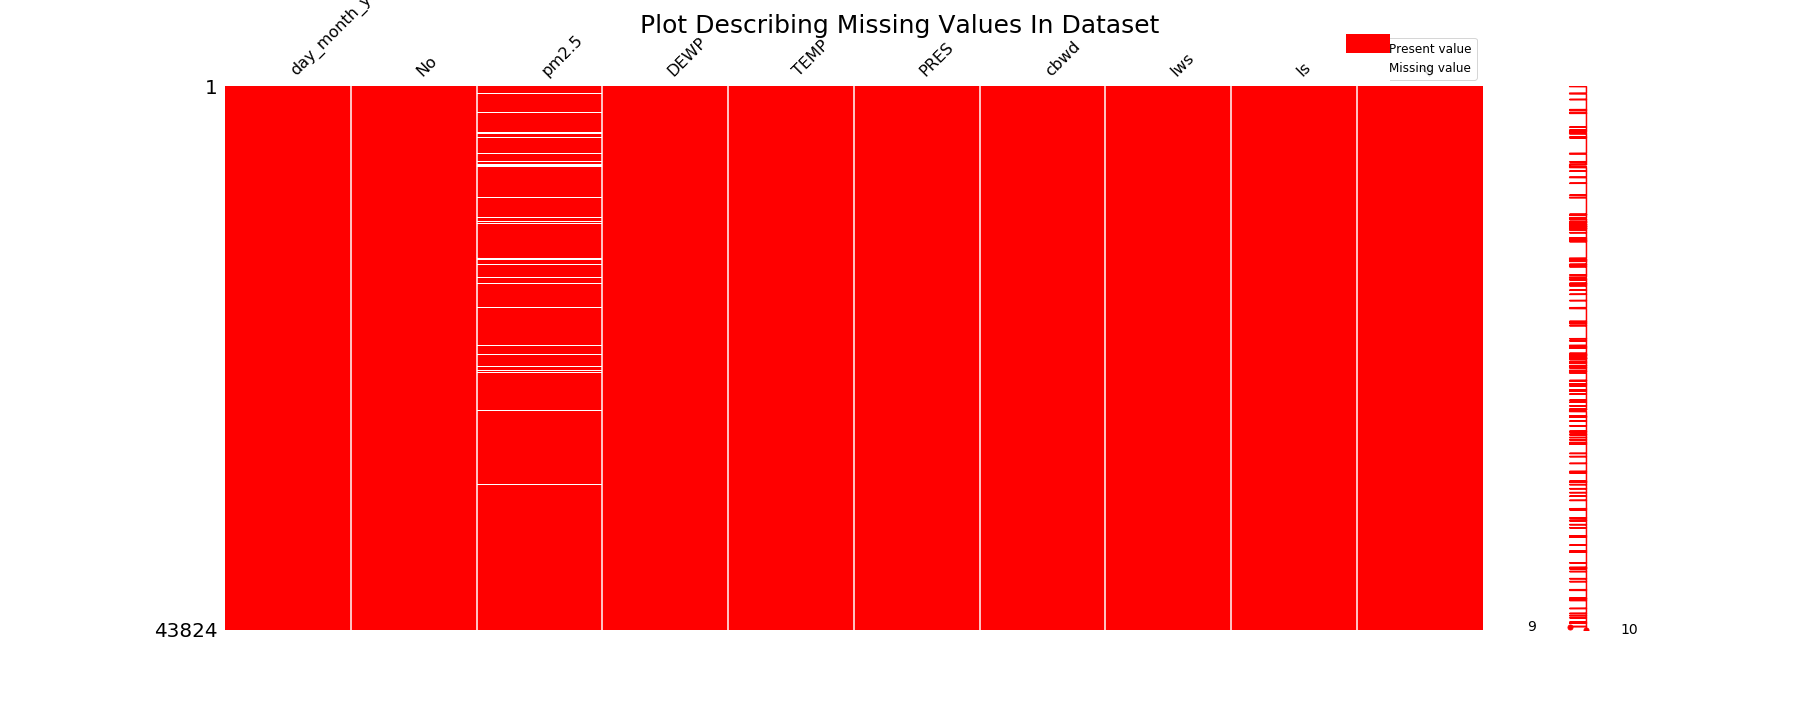 Plot Describing Missing Values In Dataset
day_month_y
No
pm2.5
DEWP
TEMP
PRES
cbwd
Iws
Is
Present value
Missing value
1
43824
9
10